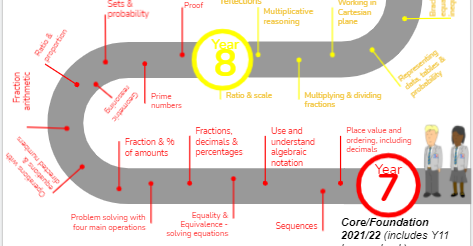 reflections
Sets &
probability
Proof
Multiplicative
reasoning
Working in
Cartesian
plane
Year
8
Ratio &
proportion
Representing
data, tables &
probability
Fraction
arithmetic
Geometric
reasoning
Prime
numbers
Ratio & scale
Multiplying & dividing
fractions
Operations with
equations &
directed numbers
Fraction & %
of amounts
Fractions,
decimals &
percentages
Use and
understand
algebraic
notation
Place value and
ordering, including
decimals
Year
7
Problem solving with
four main operations
Equality &
Equivalence -
solving equations
Sequences
Core/Foundation
2021/22 (includes Y11